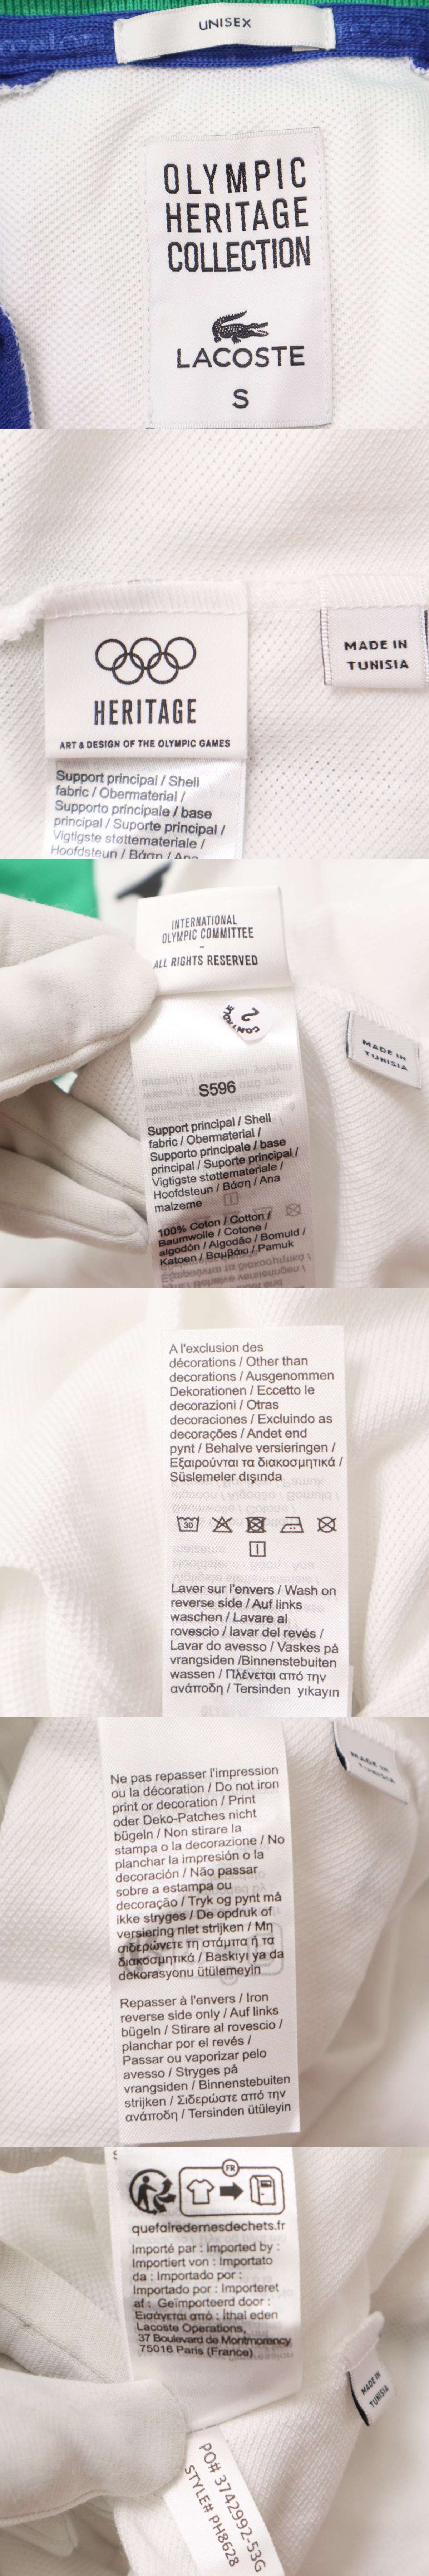 UNISEX
OLYMPIC
HERITAGE
COLLECTION
LACOSTE
S
HERITAGE
ART & DESIGN OF THE OLYMPIC GAMES
MADE IN
TUNISIA
Support principal / Shell
fabric / Obermaterial /
Supporto principale / base
principal / Suporte principal /
Vigtigste støttemateriale /
Hoofdsteun / Βάση / Ana
INTERNATIONAL
OLYMPIC COMMITTEE
-
ALL RIGHTS RESERVED
2
MADE IN
TUNISIA
S596
Support principal / Shell
fabric / Obermaterial /
Supporto principale / base
principal / Suporte principal /
Vigtigste støttemateriale /
Hoofdsteun / Βάση / Ana
malzeme
100% Coton / Cotton /
Baumwolle / Cotone /
algodón / Algodão / Bomuld /
Katoen / Βαμβάκι / Pamuk
A l'exclusion des
décorations / Other than
decorations / Ausgenommen
Dekorationen / Eccetto le
decorazioni / Otras
decoraciones / Excluindo as
decorações / Andet end
pynt / Behalve versieringen /
Εξαιρούνται τα διακοσμητικά /
Süslemeler dışında
30
Laver sur l'envers / Wash on
reverse side / Auf links
waschen / Lavare al
rovescio / lavar del revés /
Lavar do avesso / Vaskes på
vrangsiden /Binnenstebuiten
wassen / Πλένεται από την
ανάποδη / Tersinden yıkayın
MADE IN
TUNISIA
Ne pas repasser l'impression
ou la décoration / Do not iron
print or decoration / Print
oder Deko-Patches nicht
bügeln / Non stirare la
stampa o la decorazione / No
planchar la impresión o la
decoración / Não passar
sobre a estampa ou
decoração / Tryk og pynt må
ikke stryges / De opdruk of
versiering niet strijken / Μη
σιδερώνετε τη στάμπα ή τα
διακοσμητικά / Baskıyı ya da
dekorasyonu ütülemeyin
Repasser à l'envers / Iron
reverse side only / Auf links
bügeln / Stirare al rovescio /
planchar por el revés /
Passar ou vaporizar pelo
avesso / Stryges på
vrangsiden / Binnenstebuiten
strijken / Σιδερώστε από την
ανάποδη / Tersinden ütüleyin
FR
quefairedemesdechets.fr
Importé par : Imported by :
Importiert von : Importato
da : Importado por :
Importado por : Importeret
af : Geïmporteerd door :
Εισάγεται από : ithal eden
Lacoste Operations,
37 Boulevard de Montmorency
75016 Paris (France)
MADE IN
TUNISIA
PO# 3742992-53G
STYLE# PH8628